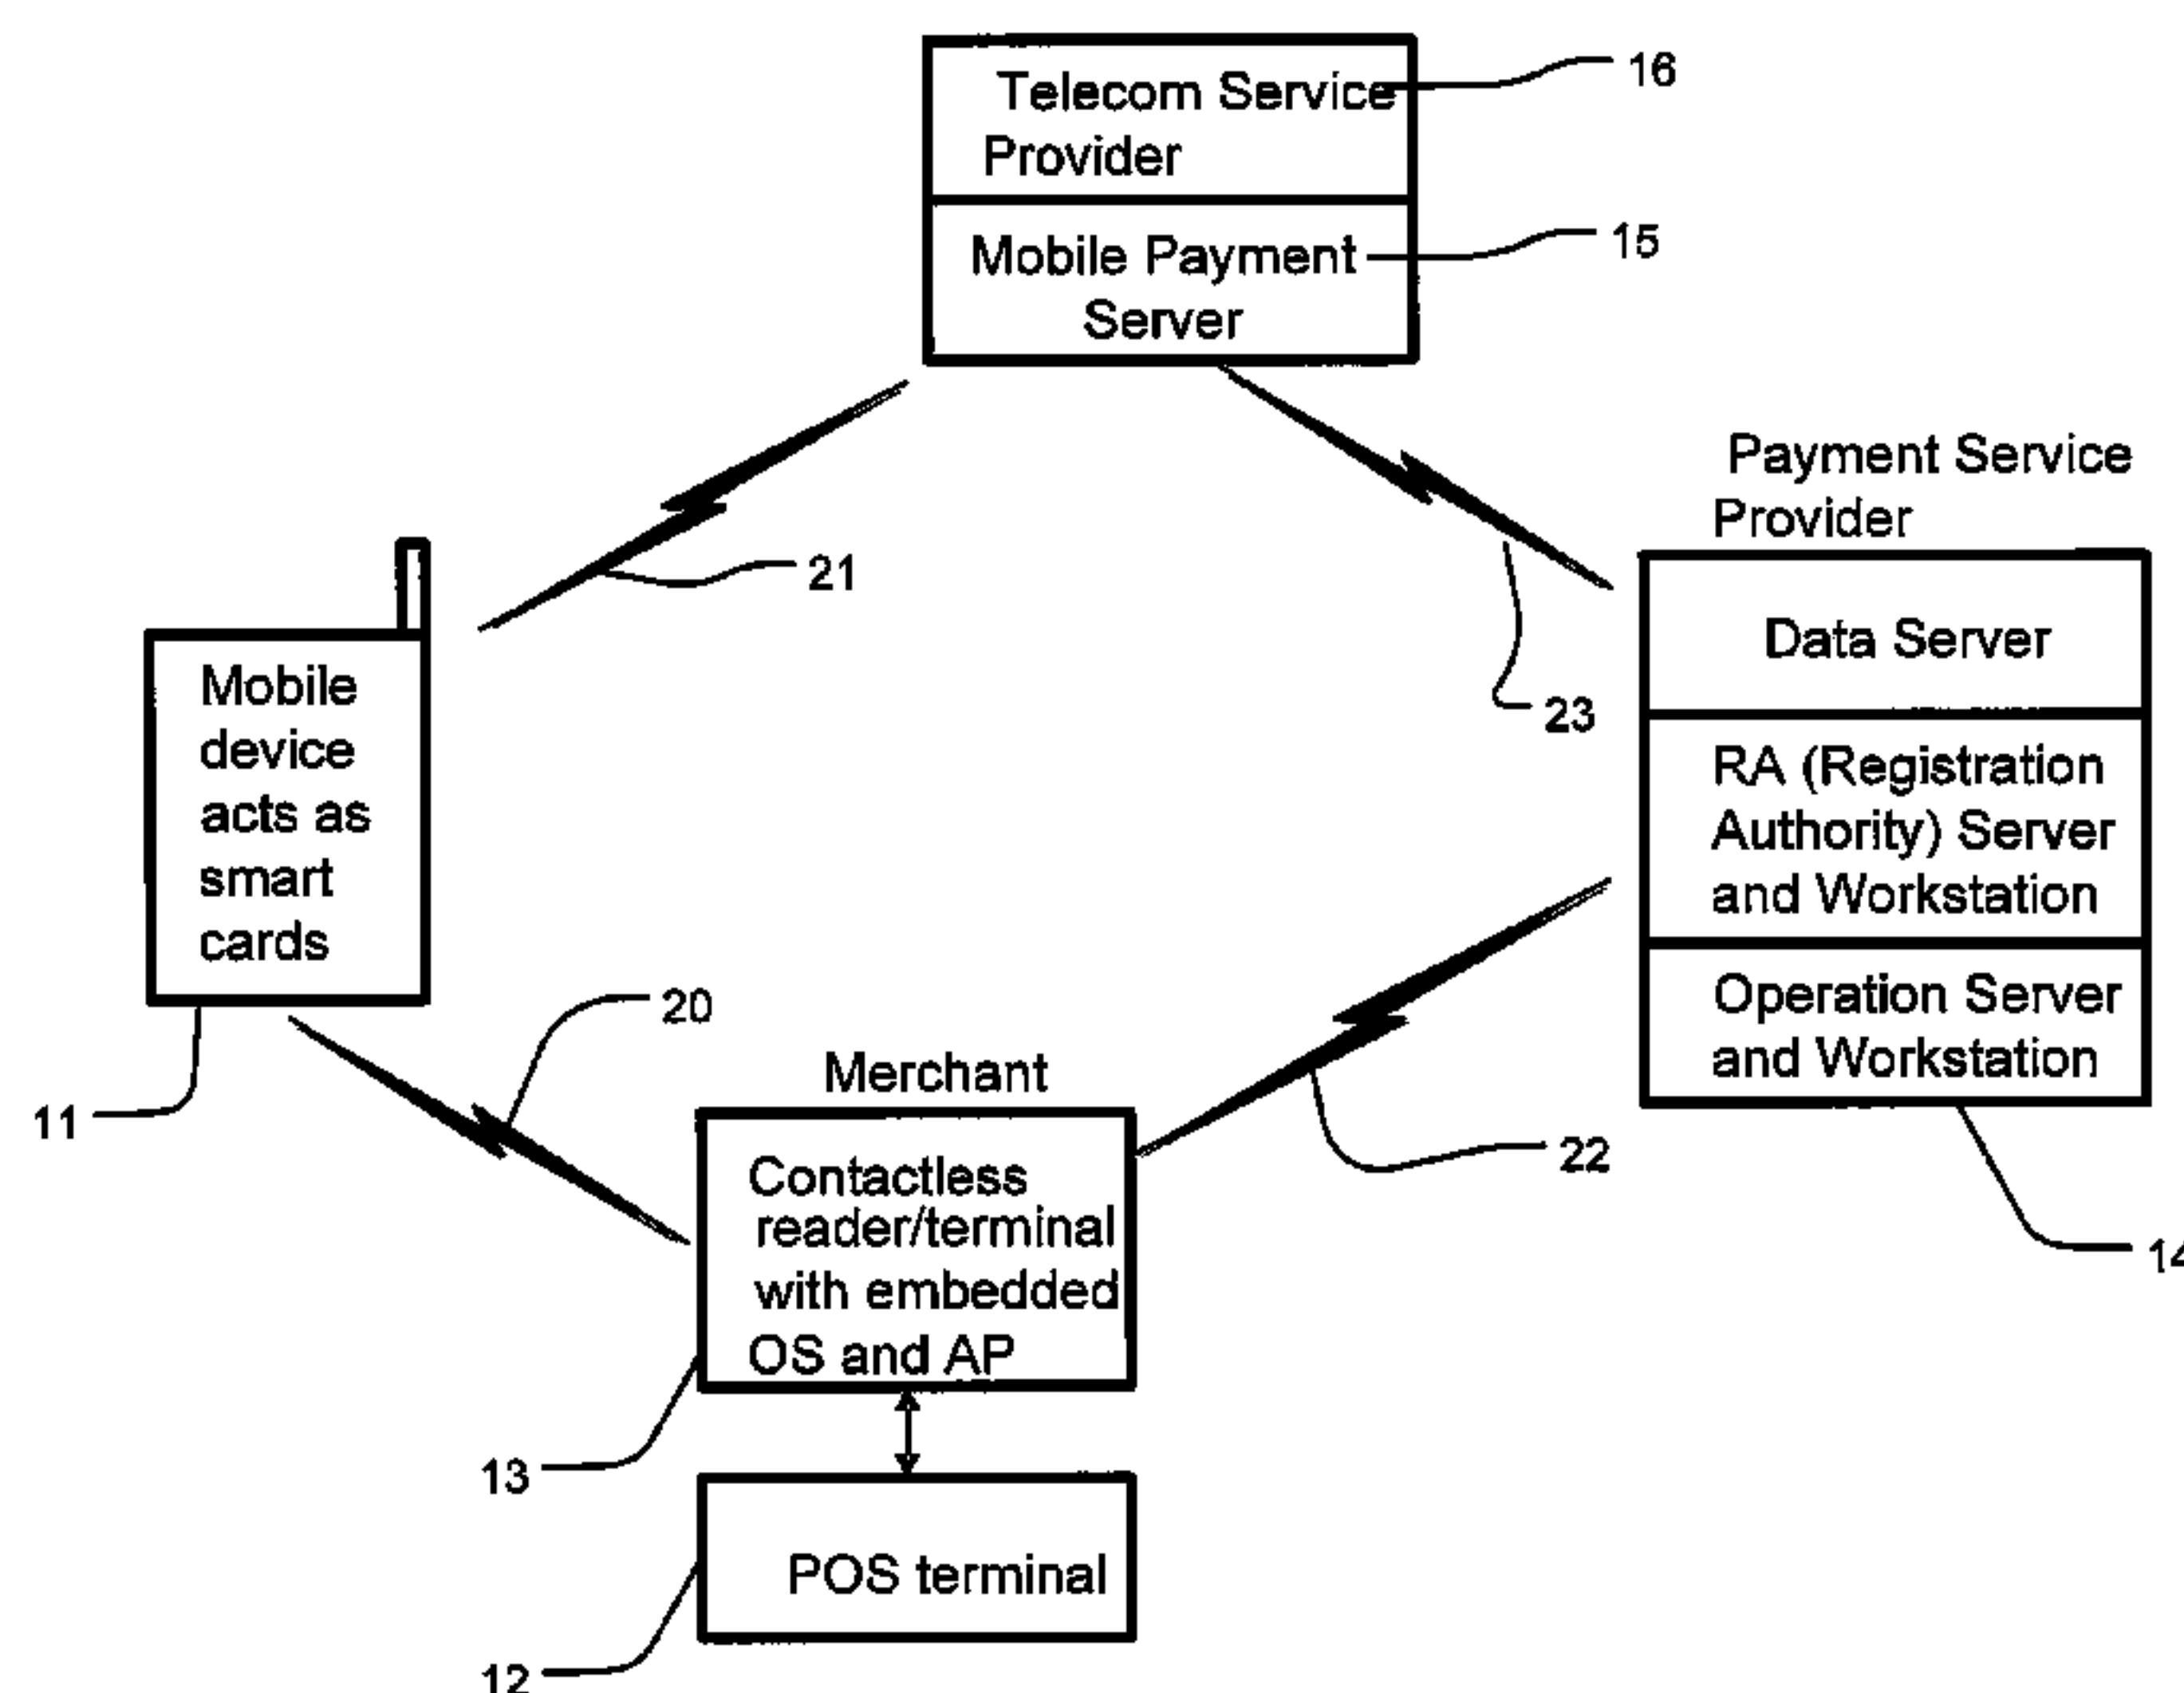 Telecom Service
Provider
16
Mobile Payment
Server
15
Payment Service
Provider
Data Server
RA (Registration
Authority) Server
and Workstation
Operation Server
and Workstation
21
23
Mobile
device
acts as
smart
cards
20
11
Merchant
22
Contactless
reader/terminal
with embedded
OS and AP
14
13
POS terminal
12